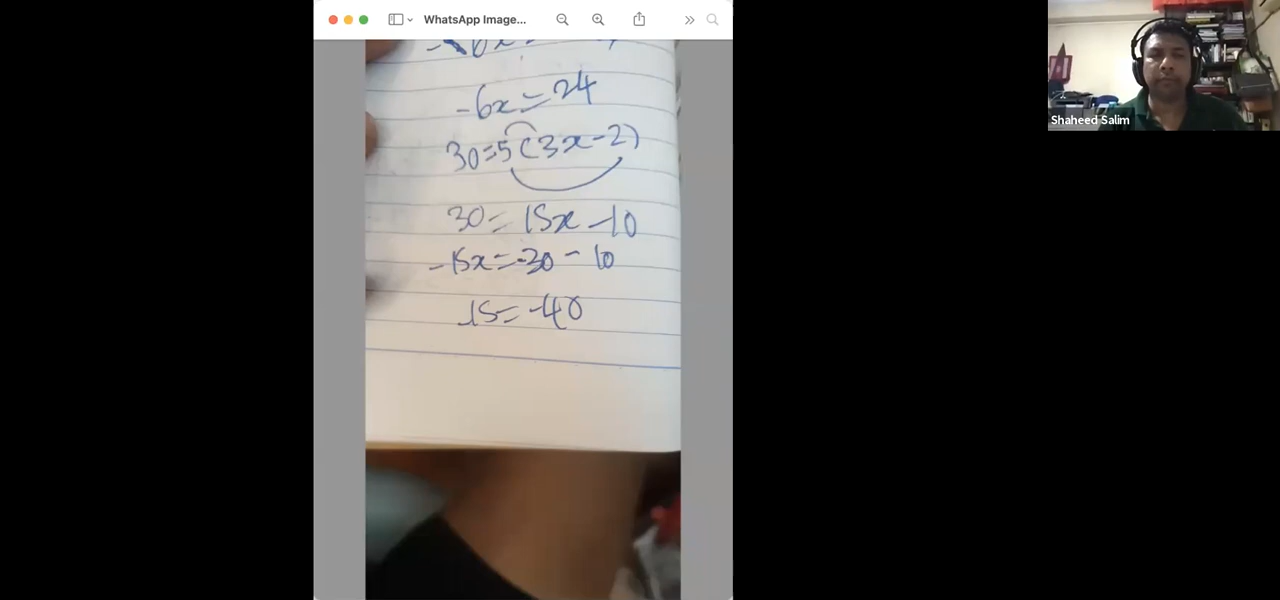 WhatsApp Image...
Shaheed Salim
-6x=24
30=5(3x-2)
30=15x-10
-15x=-30-10
15=-40